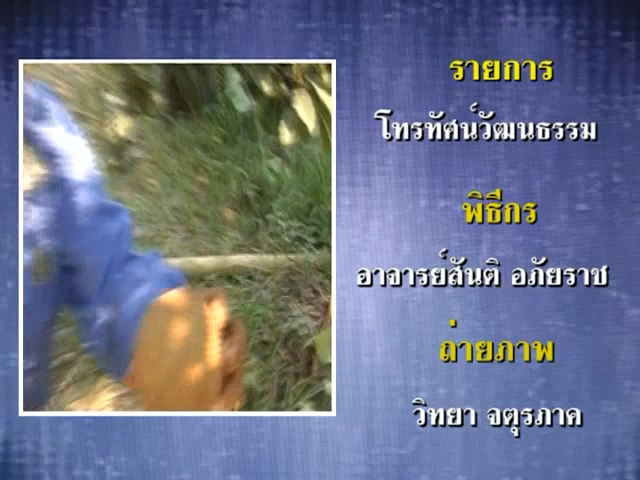 รายการ
โทรทัศน์วัฒนธรรม
พิธีกร
อาจารย์สันติ อภัยราช
ถ่ายภาพ
วิทยา จตุรภาค